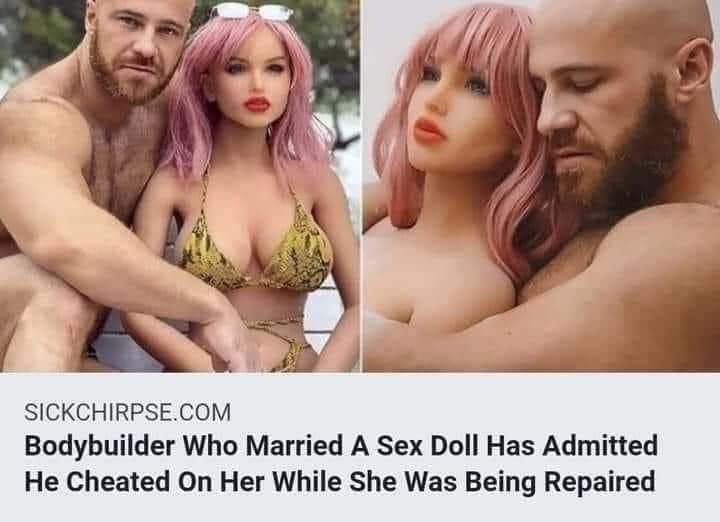 SICKCHIRPSE.COM
Bodybuilder Who Married A Sex Doll Has Admitted
He Cheated On Her While She Was Being Repaired